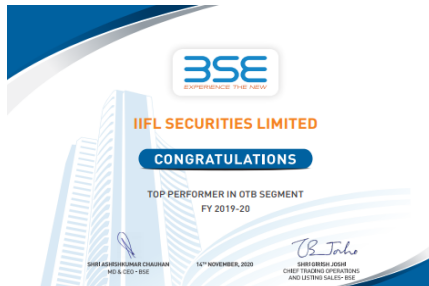 BSE
EXPERIENCE THE NEW
IIFL SECURITIES LIMITED
CONGRATULATIONS
TOP PERFORMER IN OTB SEGMENT
FY 2019-20
SHRI ASHISHKUMAR CHAUHAN
MD & CEO - BSE
14TH NOVEMBER, 2020
SHRI GIRISH JOSHI
CHIEF TRADING OPERATIONS
AND LISTING SALES- BSE